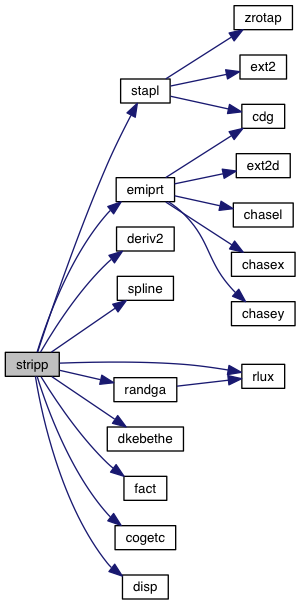 zrotap
ext2
stapl
cdg
ext2d
emiprt
chasel
deriv2
chasex
spline
chasey
stripp
rlux
randga
dkebethe
fact
cogetc
disp